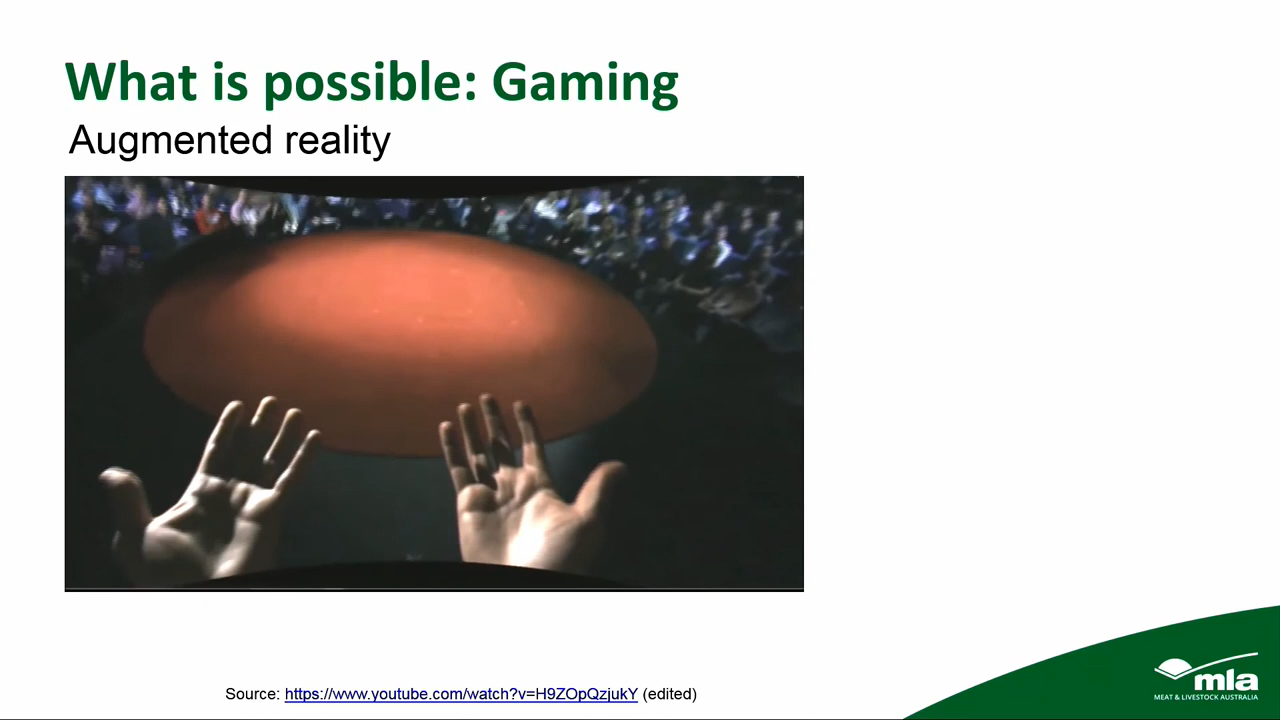 What is possible: Gaming
Augmented reality
Source: https://www.youtube.com/watch?v=H9ZOpQzjukY (edited)
mla
MEAT & LIVESTOCK AUSTRALIA